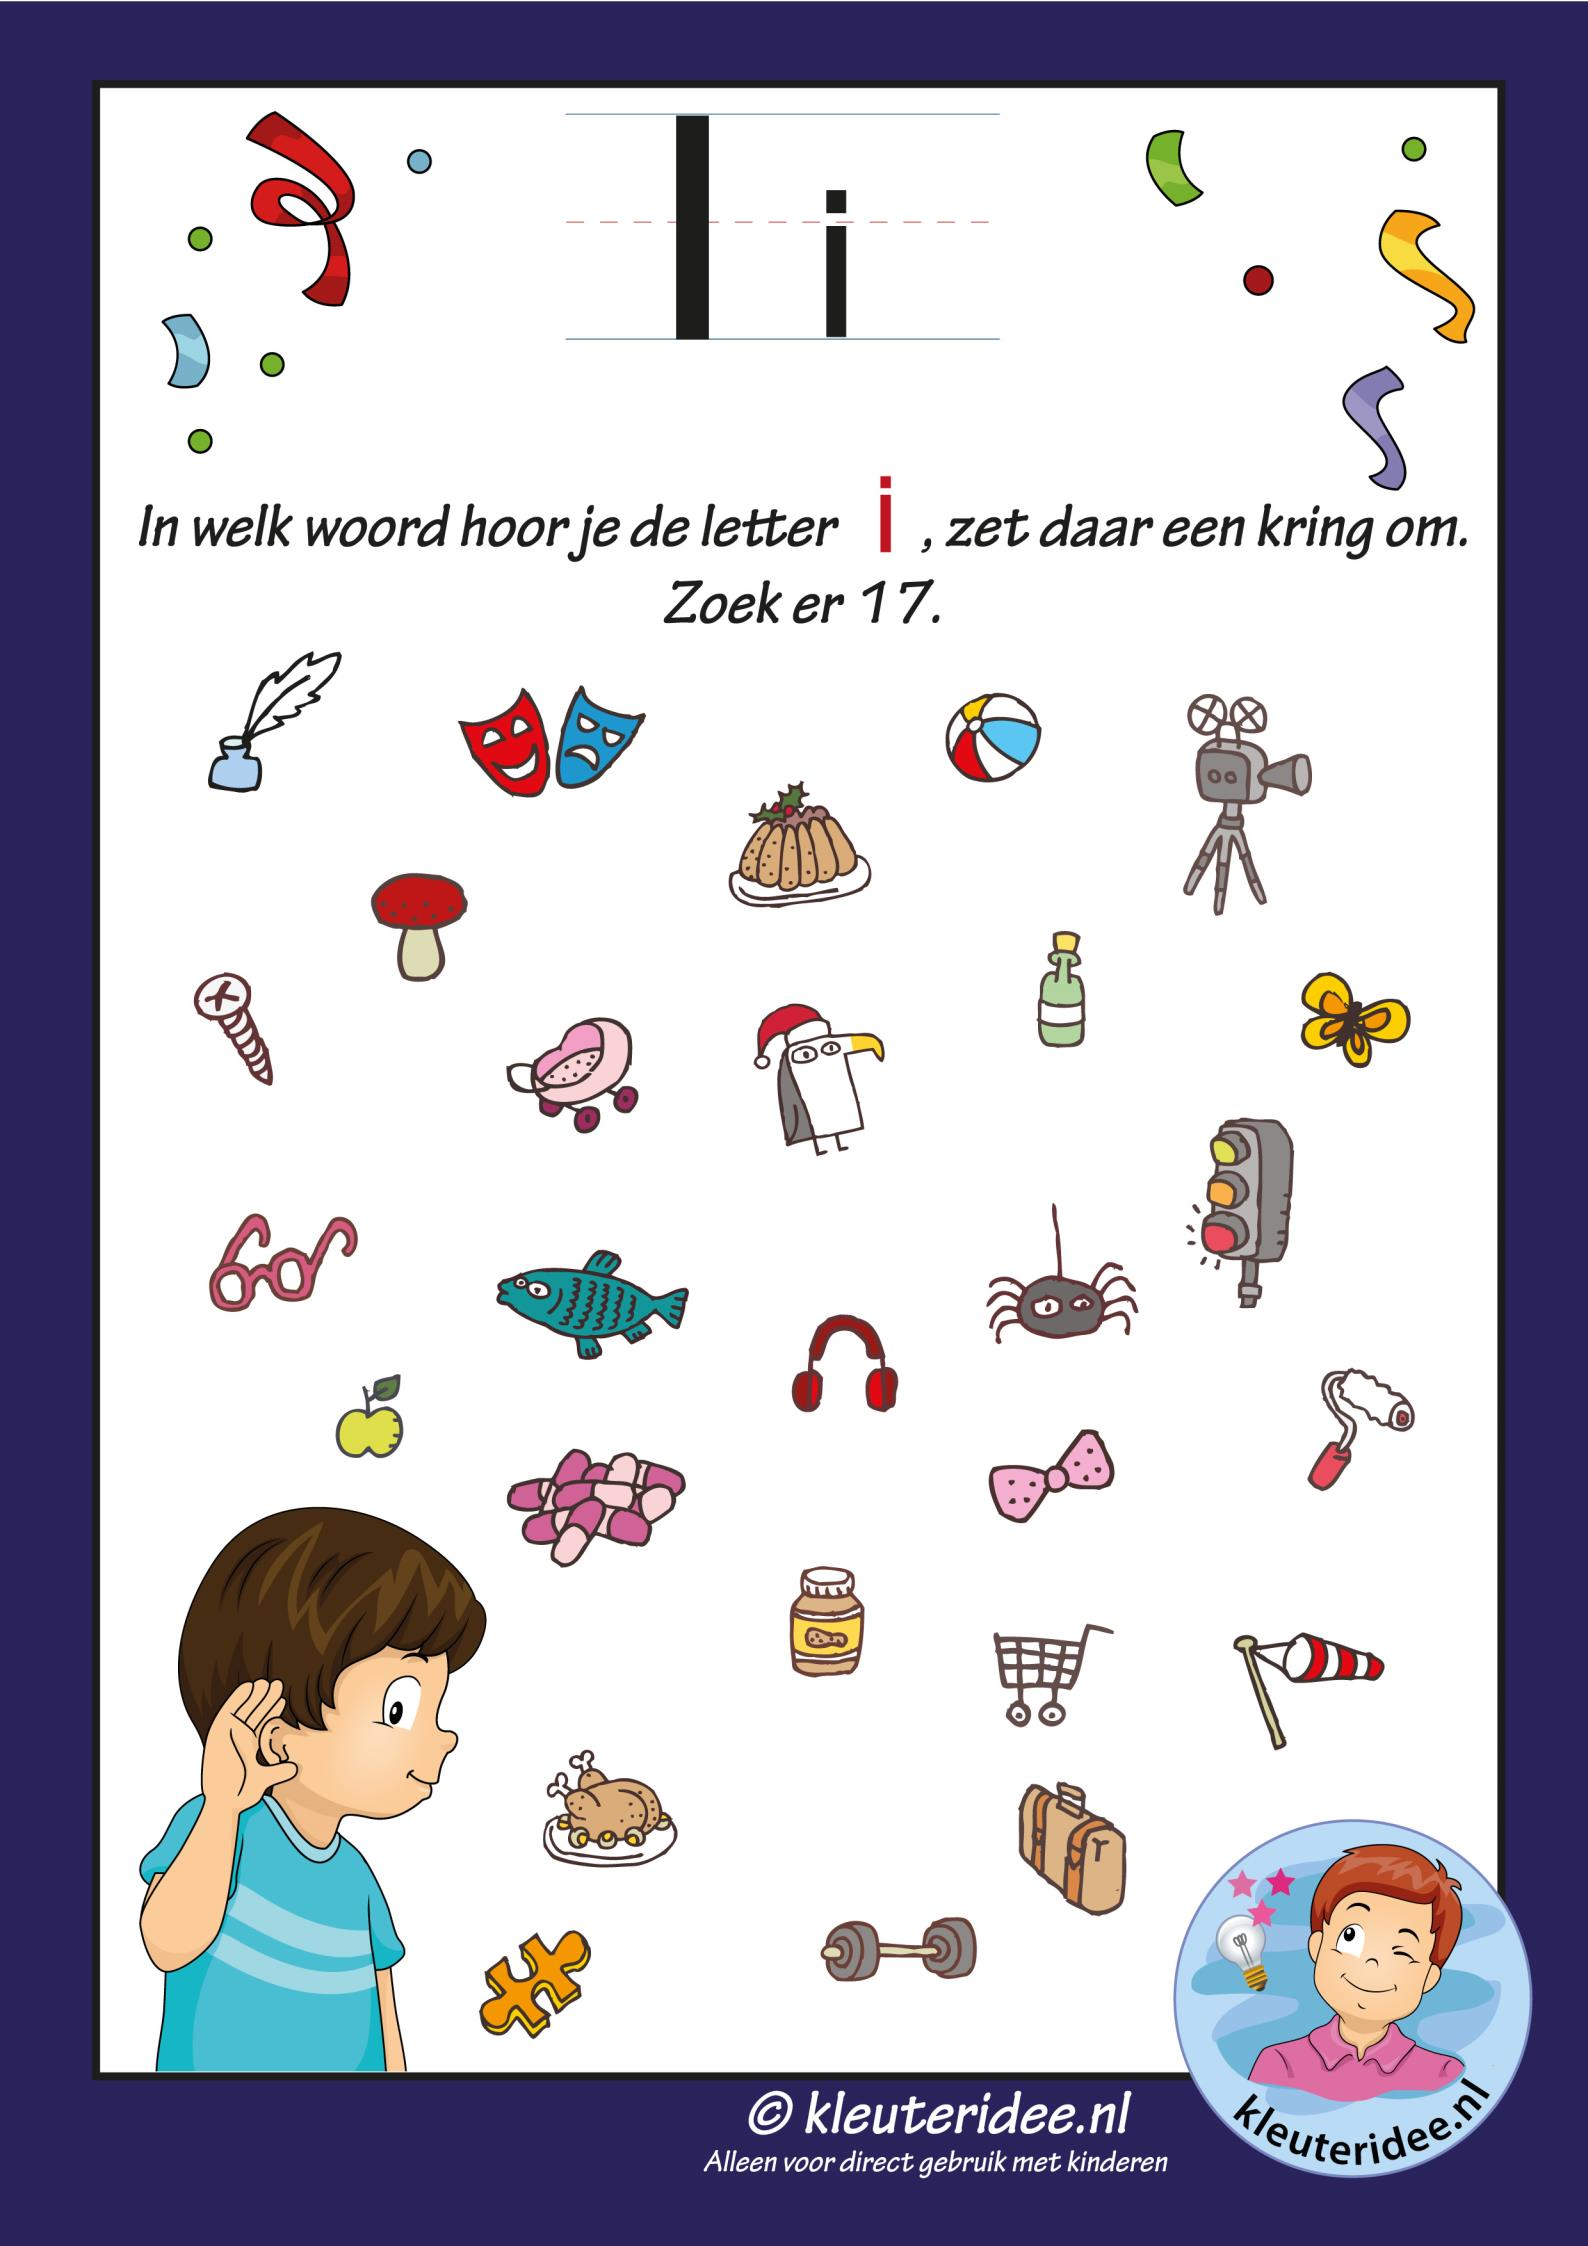 I i
In welk woord hoor je de letter i , zet daar een kring om.
Zoek er 17.
© kleuteridee.nl
Alleen voor direct gebruik met kinderen
kleuteridee.nl